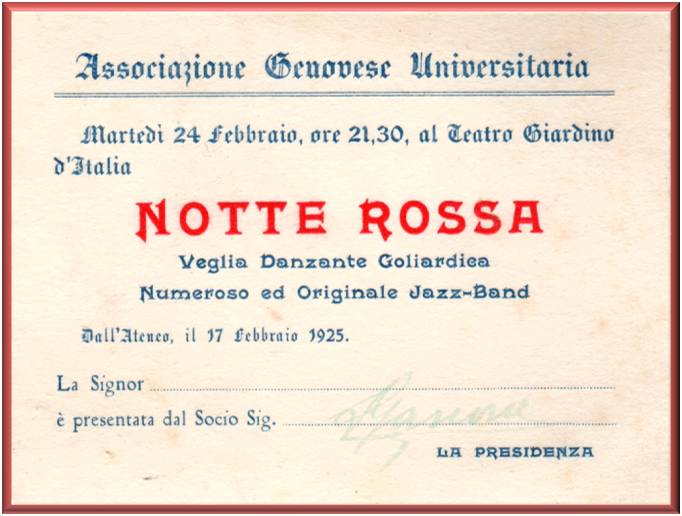 Associazione Genovese Universitaria
Martedì 24 Febbraio, ore 21,30, al Teatro Giardino
d'Italia
NOTTE ROSSA
Veglia Danzante Goliardica
Numeroso ed Originale Jazz-Band
Dall'Ateneo, il 17 Febbraio 1925.
La Signor
è presentata dal Socio Sig.
LA PRESIDENZA